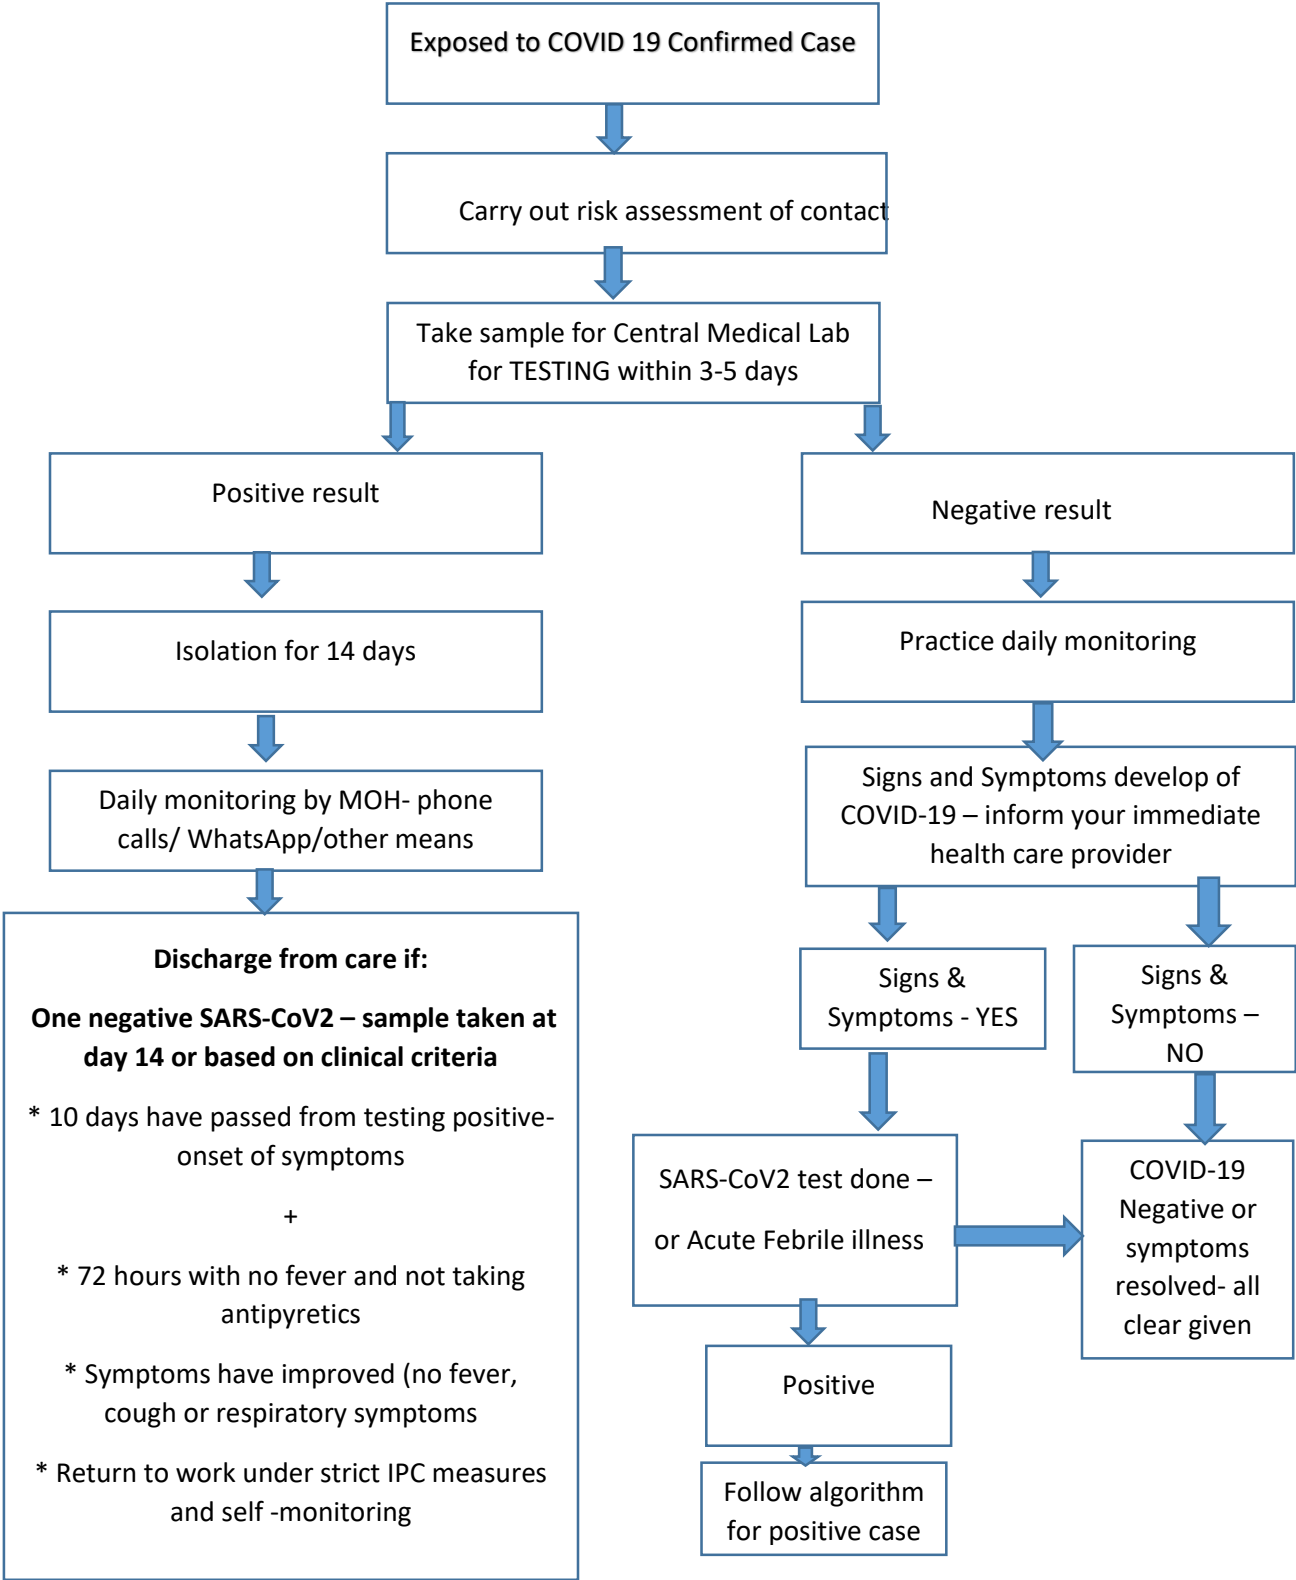 Exposed to COVID 19 Confirmed Case
Carry out risk assessment of contact
Take sample for Central Medical Lab
for TESTING within 3-5 days
Positive result
Isolation for 14 days
Daily monitoring by MOH- phone
calls/ WhatsApp/other means
Discharge from care if:
One negative SARS-CoV2 – sample taken at
day 14 or based on clinical criteria
* 10 days have passed from testing positive-
onset of symptoms
+
* 72 hours with no fever and not taking
antipyretics
* Symptoms have improved (no fever,
cough or respiratory symptoms
* Return to work under strict IPC measures
and self -monitoring
Negative result
Practice daily monitoring
Signs and Symptoms develop of
COVID-19 – inform your immediate
health care provider
Signs &
Symptoms - YES
SARS-CoV2 test done –
or Acute Febrile illness
Positive
Follow algorithm
for positive case
Signs &
Symptoms –
NO
COVID-19
Negative or
symptoms
resolved- all
clear given